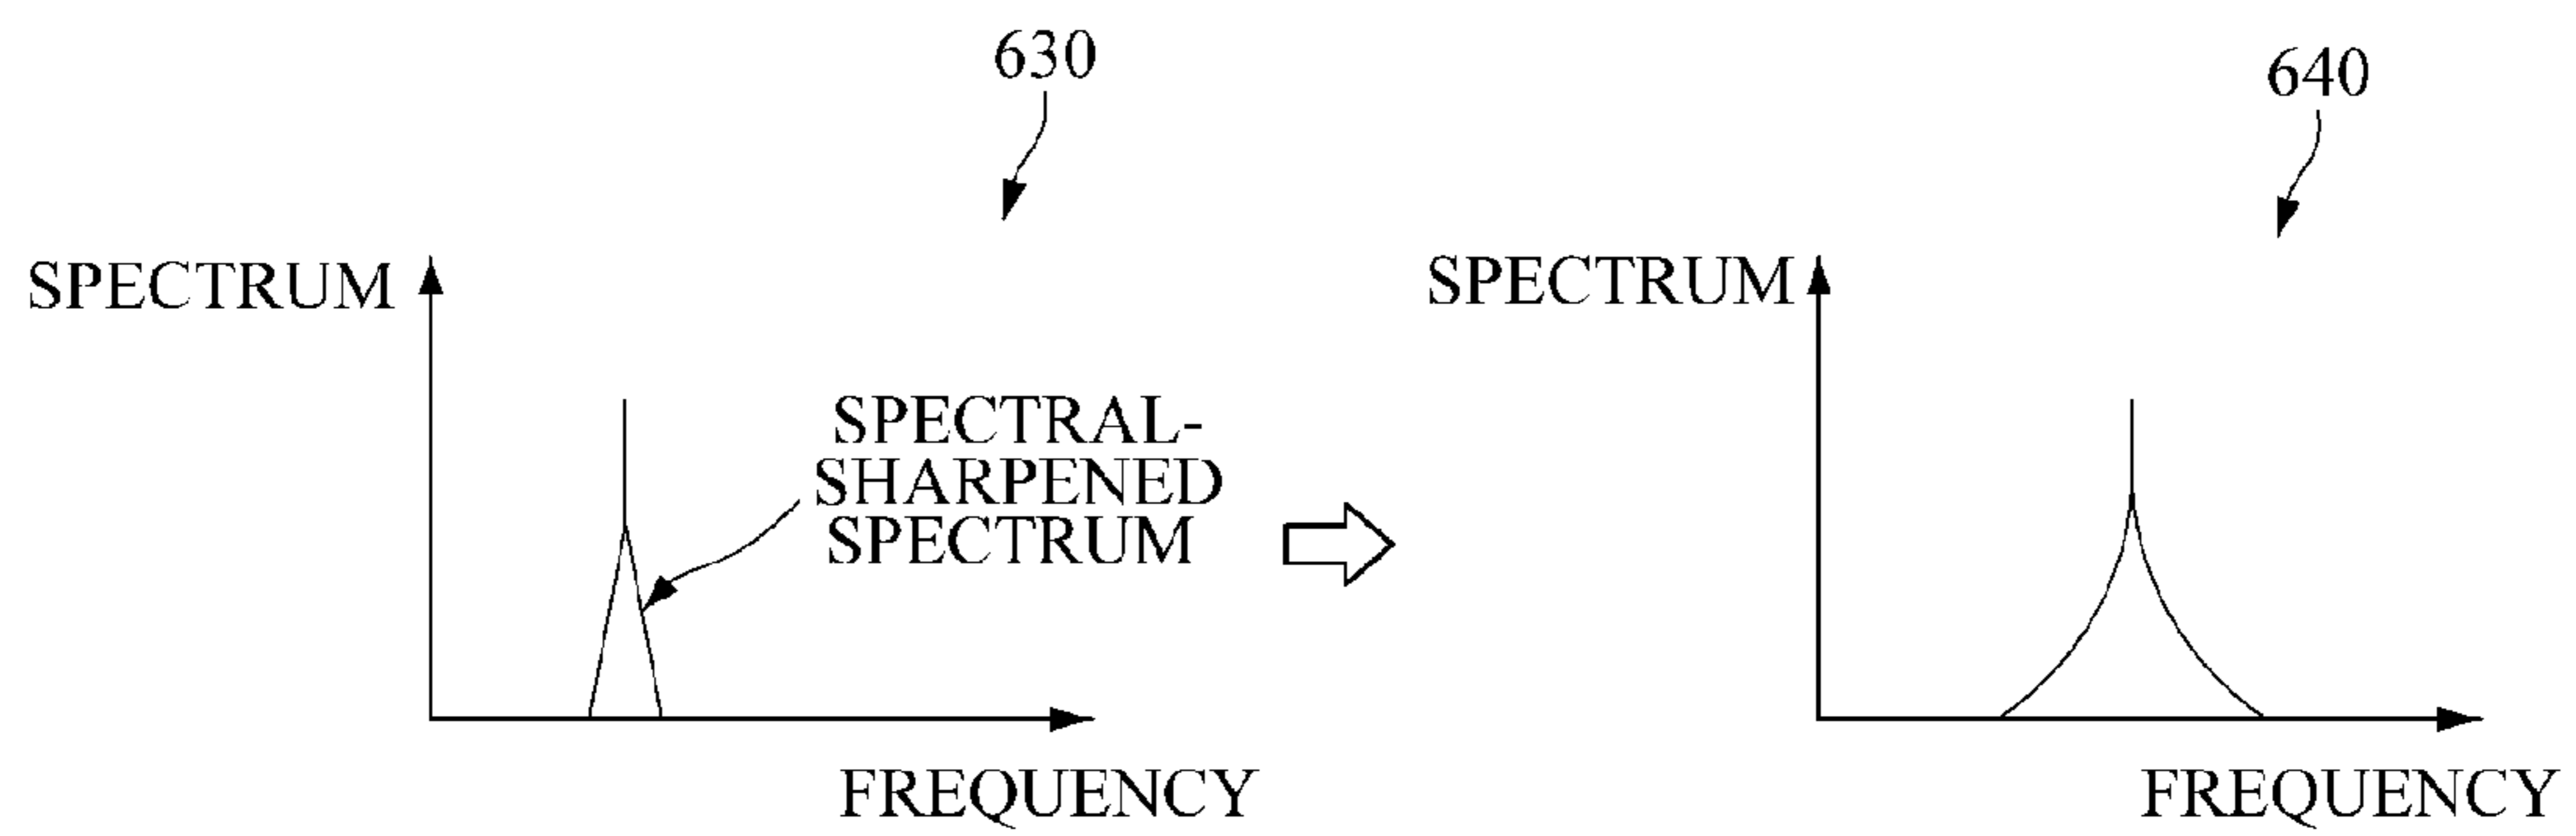 630
640
SPECTRUM
SPECTRUM
SPECTRAL-
SHARPENED
SPECTRUM
FREQUENCY
FREQUENCY